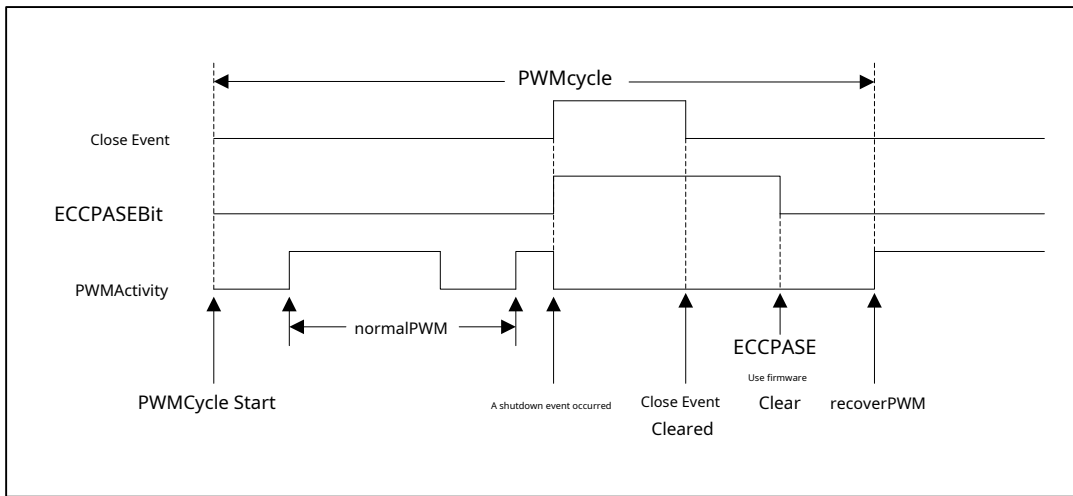 PWMcycle
Close Event
ECCPASEBit
PWMActivity
normalPWM
PWMCycle Start
A shutdown event occurred
Close Event
Cleared
ECCPASE
Use firmware
Clear
recoverPWM